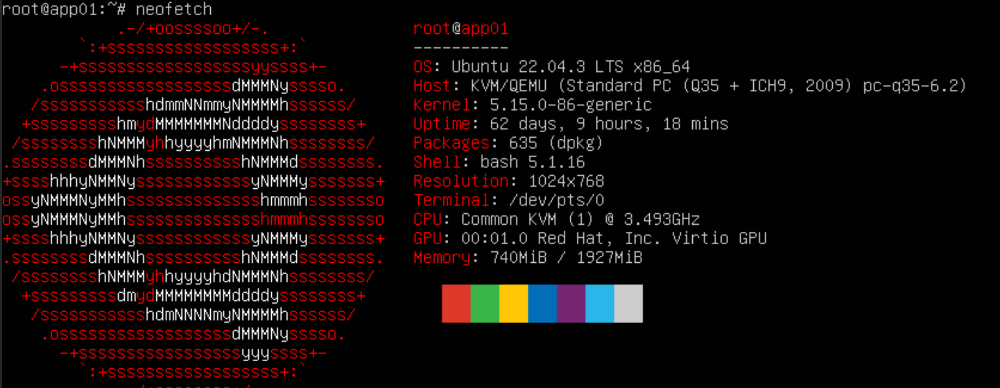 root@app01:~# neofetch
            .-/+oossssoo+/-.               root@app01
        `:+ssssssssssssssssss+:`           ----------
      -+ssssssssssssssssssyyssss+-         OS: Ubuntu 22.04.3 LTS x86_64
    .ossssssssssssssssssdMMMNysssso.       Host: KVM/QEMU (Standard PC (Q35 + ICH9, 2009) pc-q35-6.2)
   /ssssssssssshdmmNNmmyNMMMMhssssss/      Kernel: 5.15.0-86-generic
  +ssssssssshmydMMMMMMMNddddyssssssss+     Uptime: 62 days, 9 hours, 18 mins
 /sssssssshNMMMyhhyyyyhmNMMMNhssssssss/    Packages: 635 (dpkg)
.ssssssssdMMMNhsssssssssshNMMMdssssssss.   Shell: bash 5.1.16
+sssshhhyNMMNyssssssssssssyNMMMysssssss+   Resolution: 1024x768
ossyNMMMNyMMhsssssssssssssshmmmhssssssso   Terminal: /dev/pts/0
ossyNMMMNyMMhsssssssssssssshmmmhssssssso   CPU: Common KVM (1) @ 3.493GHz
+sssshhhyNMMNyssssssssssssyNMMMysssssss+   GPU: 00:01.0 Red Hat, Inc. Virtio GPU
.ssssssssdMMMNhsssssssssshNMMMdssssssss.   Memory: 740MiB / 1927MiB
 /sssssssshNMMMyhhyyyyhdNMMMNhssssssss/
  +sssssssssdmydMMMMMMMMddddyssssssss+
   /ssssssssssshdmNNNNmyNMMMMhssssss/
    .ossssssssssssssssssdMMMNysssso.
      -+sssssssssssssssssyyyssss+-
        `:+ssssssssssssssssss+:`